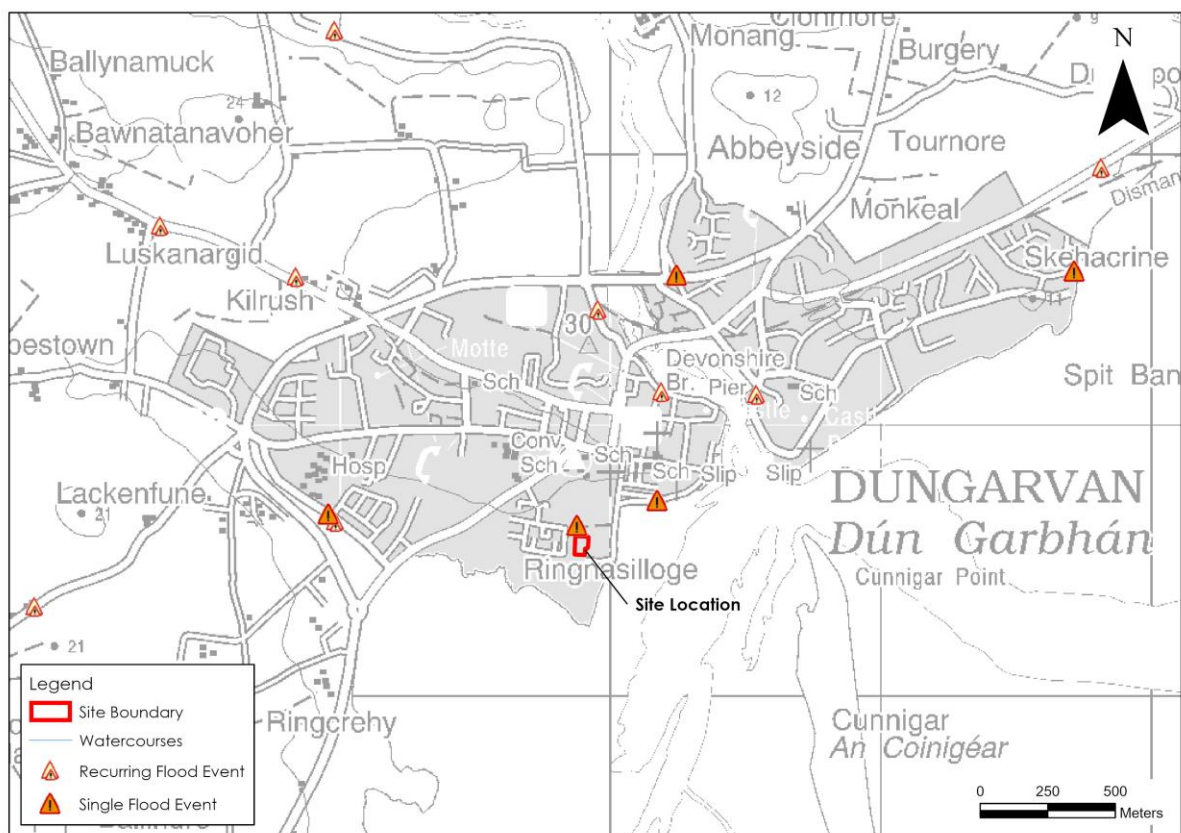 Clonmore
9
Monang
Burgery
N
Ballynamuck
24
12
Bawnatanavoher
Abbeyside
Tournore
Monkeal
Disman
Luskanargid
Skehacrine
11
Kilrush
30
Motte
Devonshire
Spit Ban
Sch
Br.
Pier
Sch
Conv
Sch
Sch
Sch
Slip
Slip
Hosp
Lackenfune
21
DUNGARVAN
Dún Garbhán
Cunnigar Point
Ringnasilloge
Site Location
21
Legend
Site Boundary
Watercourses
Recurring Flood Event
Single Flood Event
Ringcrehy
Cunnigar
An Coinigéar
0 250 500
Meters